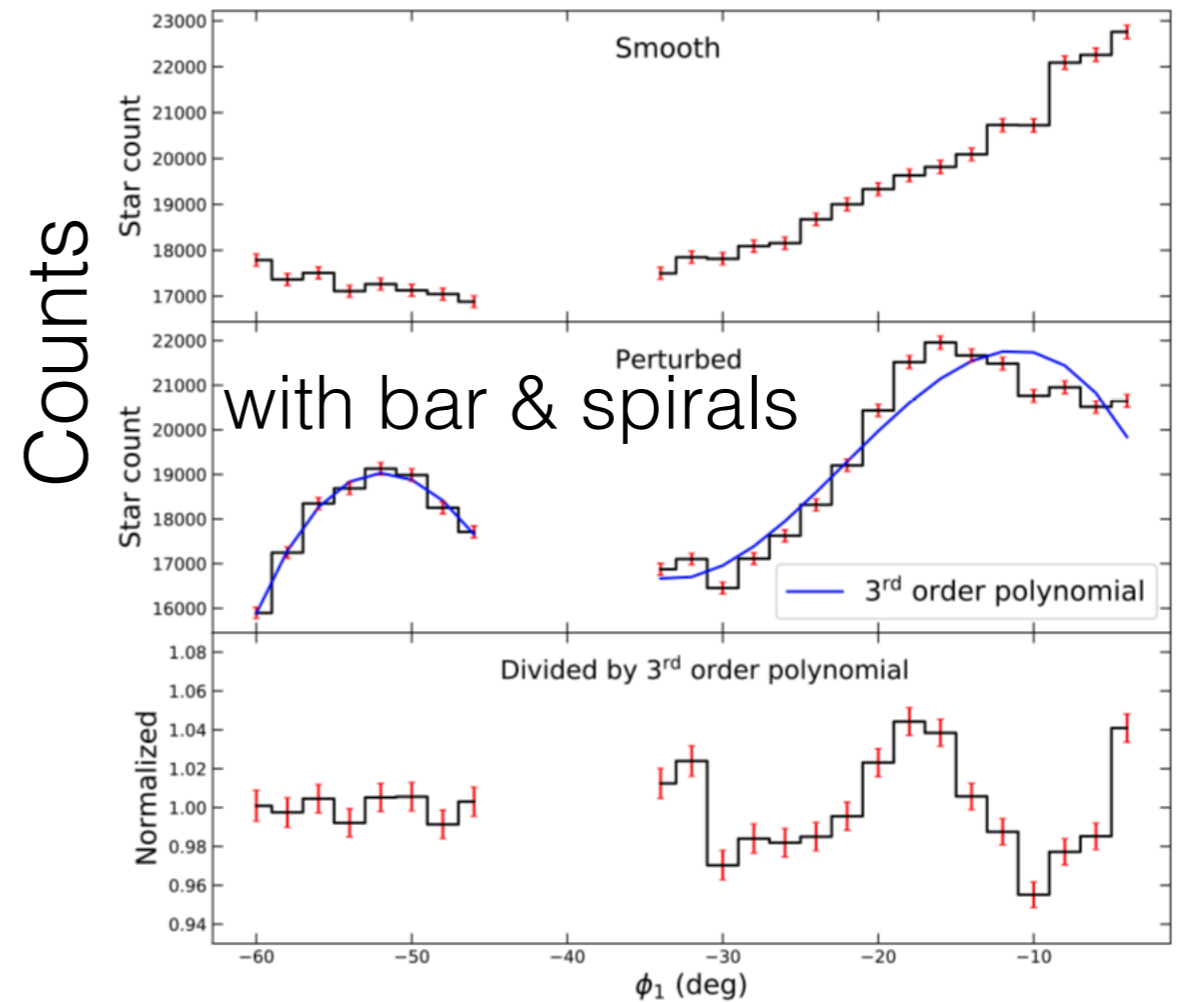 Counts
Smooth
Star count
23000
22000
21000
20000
19000
18000
17000
Perturbed
with bar & spirals
Star count
22000
21000
20000
19000
18000
17000
16000
3rd order polynomial
Divided by 3rd order polynomial
Normalized
1.08
1.06
1.04
1.02
1.00
0.98
0.96
0.94
−60 −50 −40 −30 −20 −10
ϕ1 (deg)